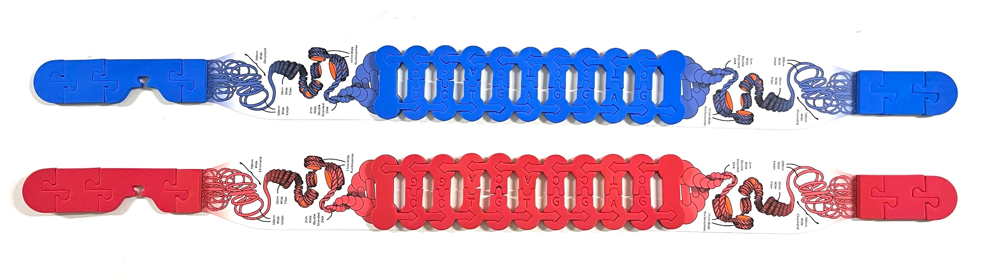 700nm
Wide
Chromatid
11nm Wide
Nucleosomes
30nm
Wide
Fiber
300nm
Wide
Loops
2nm
Wide
Double
Stranded
DNA
G G A C T C C T C
C C T G A G G A G
2nm
Wide
Double
Stranded
DNA
300nm
Wide
Loops
30nm
Wide
Fiber
11nm Wide
Nucleosomes
700nm
Wide
Chromatid
700nm
Wide
Chromatid
11nm Wide
Nucleosomes
30nm
Wide
Fiber
300nm
Wide
Loops
2nm
Wide
Double
Stranded
DNA
G G A C A C C T C
C C T G T G G A G
2nm
Wide
Double
Stranded
DNA
300nm
Wide
Loops
30nm
Wide
Fiber
11nm Wide
Nucleosomes
700nm
Wide
Chromatid